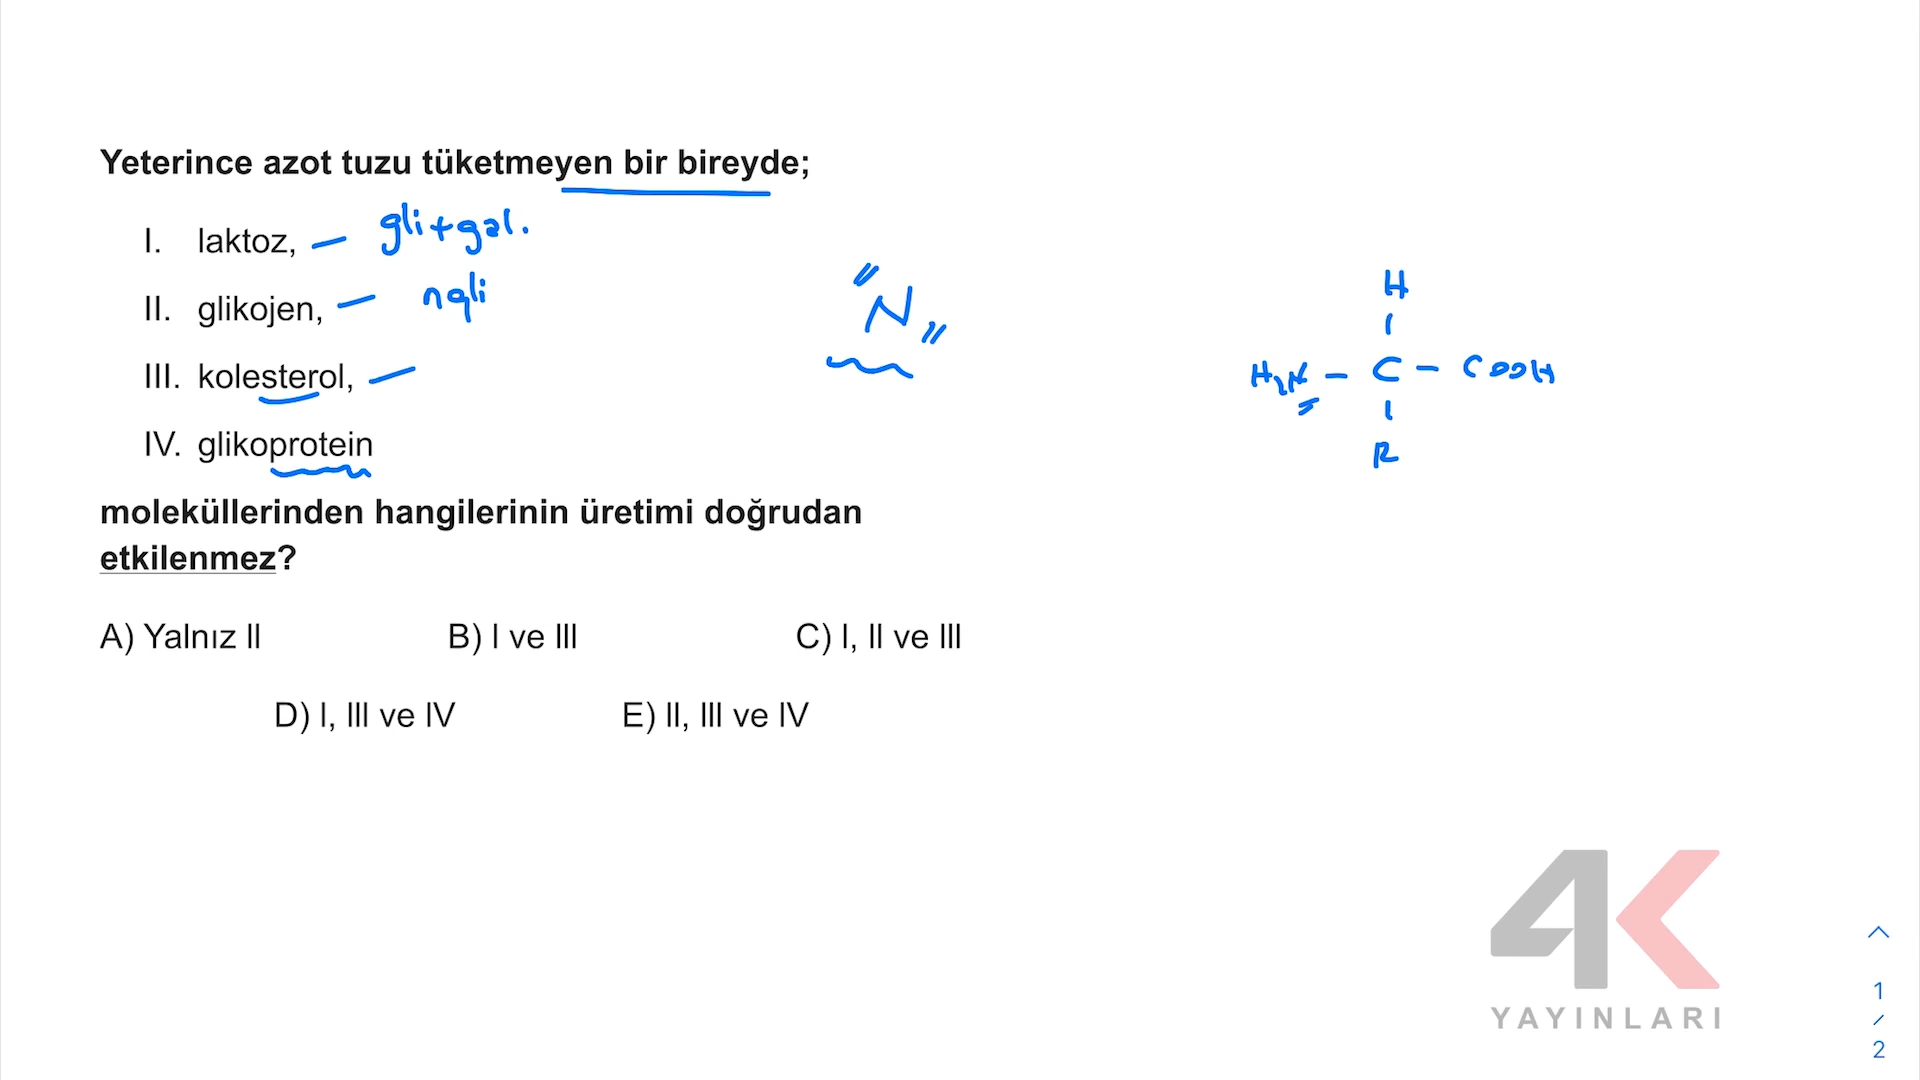 Yeterince azot tuzu tüketmeyen bir bireyde;
I. laktoz, — gli+gal.
II. glikojen, — ngli
III. kolesterol, —
IV. glikoprotein
"N"
H
H₂N – C – COOH
R
moleküllerinden hangilerinin üretimi doğrudan
etkilenmez?
A) Yalnız II B) I ve III C) I, II ve III
D) I, III ve IV E) II, III ve IV
4K
YAYINLARI
1
/
2